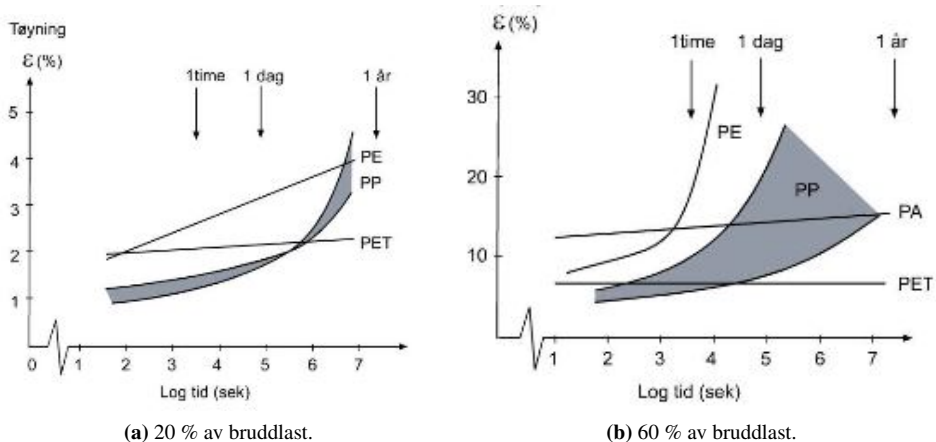 Tøyning
ε (%)
5
4
3
2
1
0
1
2
3
4
5
6
7
1time
1 dag
1 år
PE
PP
PET
Log tid (sek)
(a) 20 % av bruddlast.
ε (%)
30
20
10
1
2
3
4
5
6
7
1time
1 dag
1 år
PE
PP
PA
PET
Log tid (sek)
(b) 60 % av bruddlast.